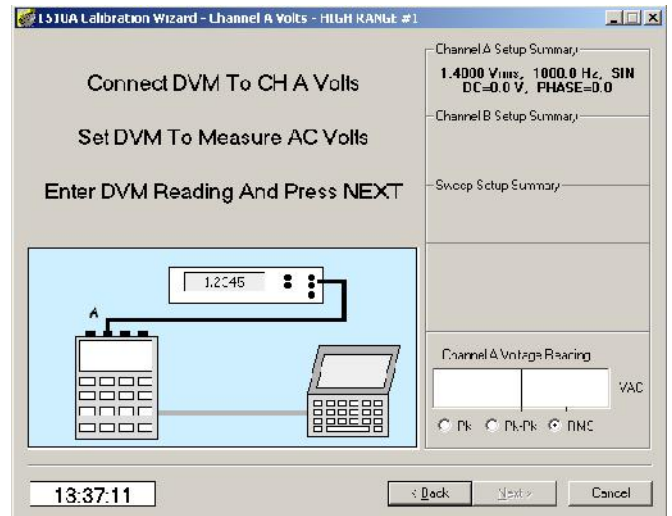 1510A Calibration Wizard - Channel A Volts - HIGH RANGE #1
Connect DVM To CH A Volts
Set DVM To Measure AC Volts
Enter DVM Reading And Press NEXT
Channel A Setup Summary
1.4000 Vrms, 1000.0 Hz, SIN
DC=0.0 V, PHASE=0.0
Channel B Setup Summary
Sweep Setup Summary
1.2345
A
Channel A Voltage Reading
VAC
Pk Pk-Pk RMS
13:37:11
< Back Next > Cancel